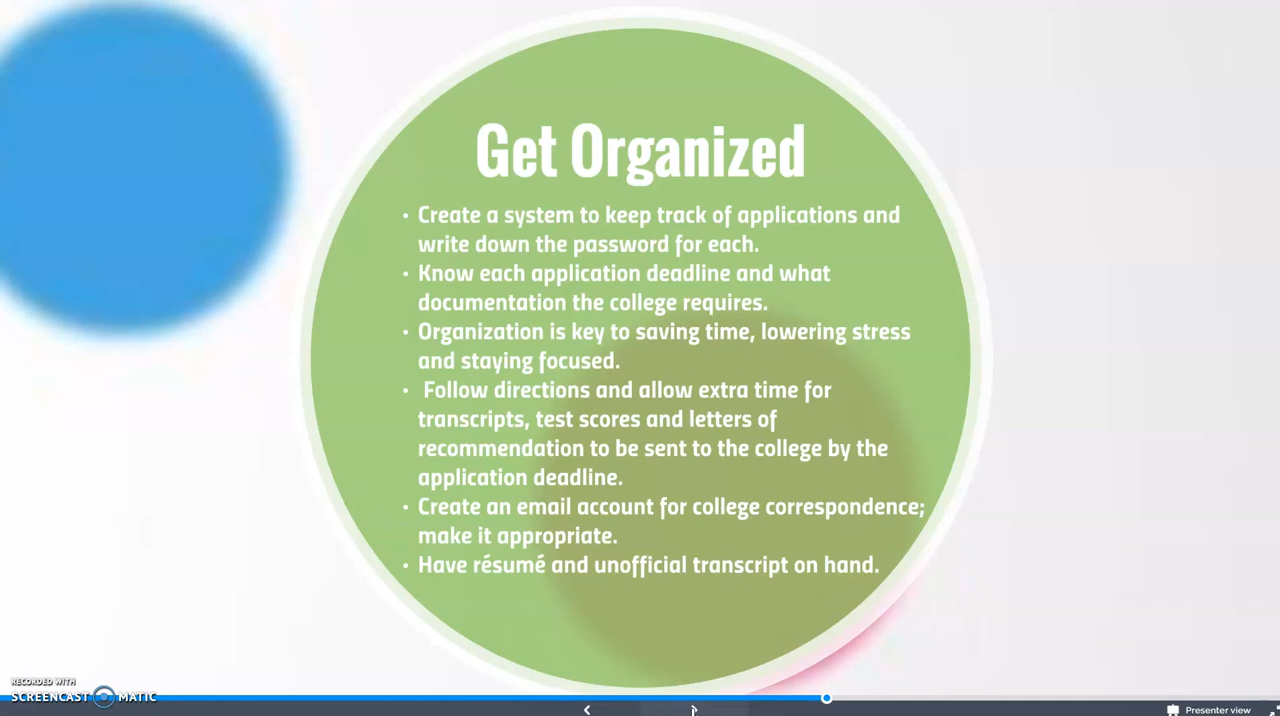 Get Organized
• Create a system to keep track of applications and
write down the password for each.
• Know each application deadline and what
documentation the college requires.
• Organization is key to saving time, lowering stress
and staying focused.
• Follow directions and allow extra time for
transcripts, test scores and letters of
recommendation to be sent to the college by the
application deadline.
• Create an email account for college correspondence;
make it appropriate.
• Have résumé and unofficial transcript on hand.
RECORDED WITH
SCREENCAST MATIC
Presenter view